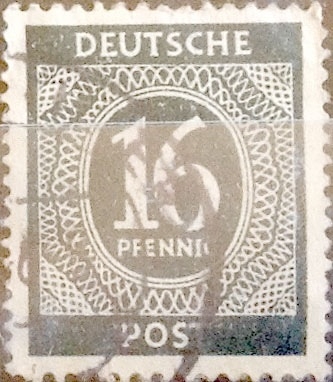 DEUTSCHE
16
PFENNIG
POST